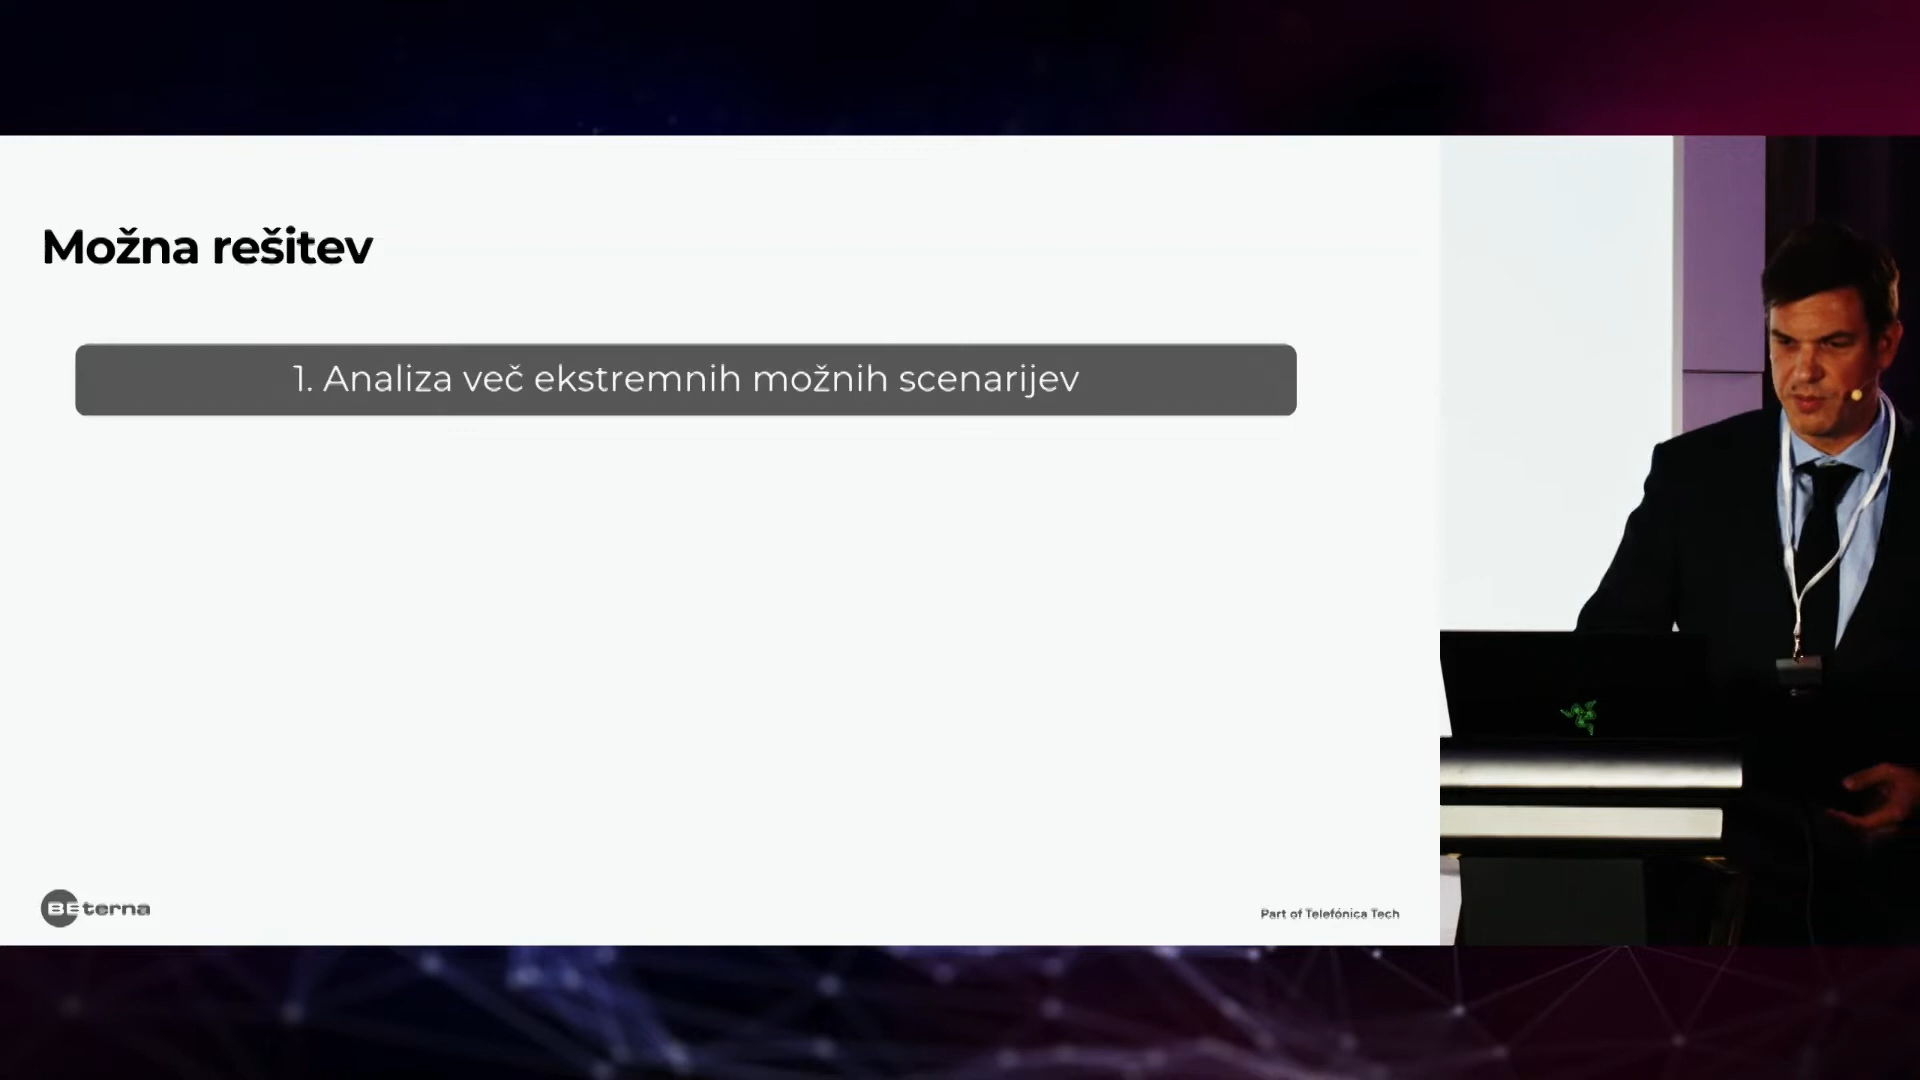 Možna rešitev
1. Analiza več ekstremnih možnih scenarijev
BEterna
Part of Telefónica Tech